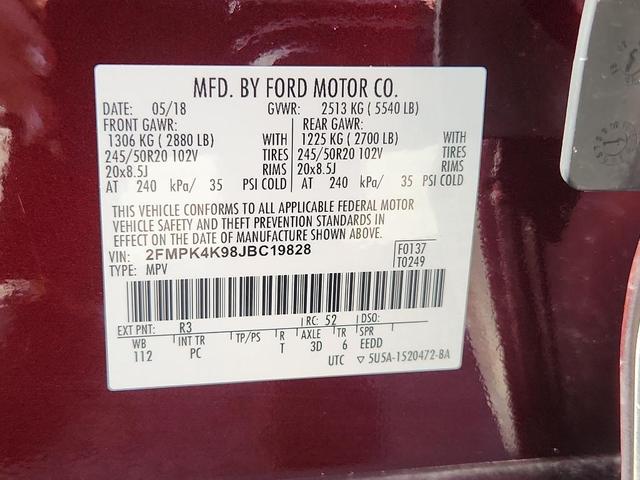 MFD. BY FORD MOTOR CO.
DATE: 05/18 GVWR: 2513 KG ( 5540 LB)
FRONT GAWR: REAR GAWR:
1306 KG ( 2880 LB) WITH 1225 KG ( 2700 LB) WITH
245/50R20 102V TIRES 245/50R20 102V TIRES
20x8.5J RIMS 20x8.5J RIMS
AT 240 kPa/ 35 PSI COLD AT 240 kPa/ 35 PSI COLD
THIS VEHICLE CONFORMS TO ALL APPLICABLE FEDERAL MOTOR
VEHICLE SAFETY AND THEFT PREVENTION STANDARDS IN
EFFECT ON THE DATE OF MANUFACTURE SHOWN ABOVE.
VIN: 2FMPK4K98JBC19828 F0137
TYPE: MPV T0249
EXT PNT: R3 RC: 52 DSO:
WB INT TR TP/PS R AXLE TR SPR
112 PC T 3D 6 EEDD
UTC ▽ 5U5A-1520472-BA